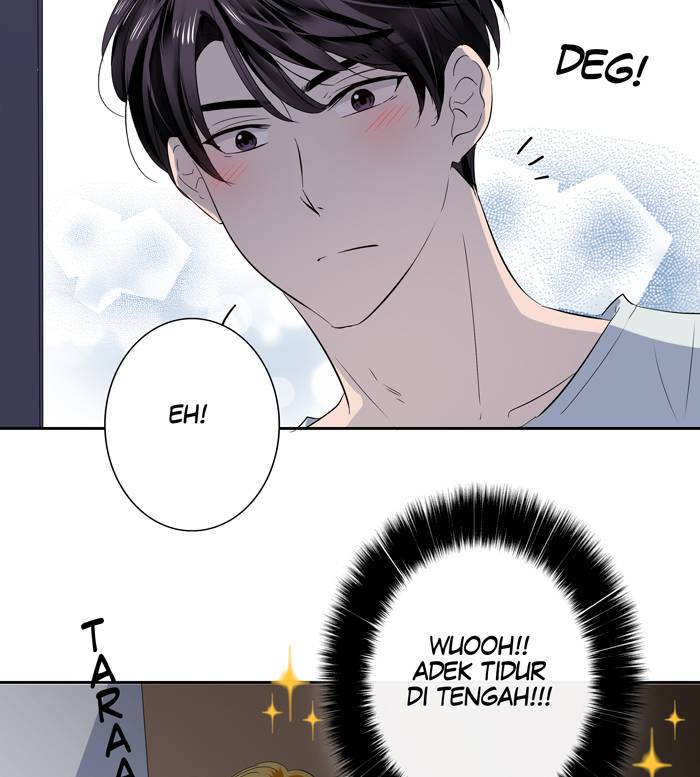 DEG!
EH!
WUOOH!!
ADEK TIDUR
DI TENGAH!!!
TARAA